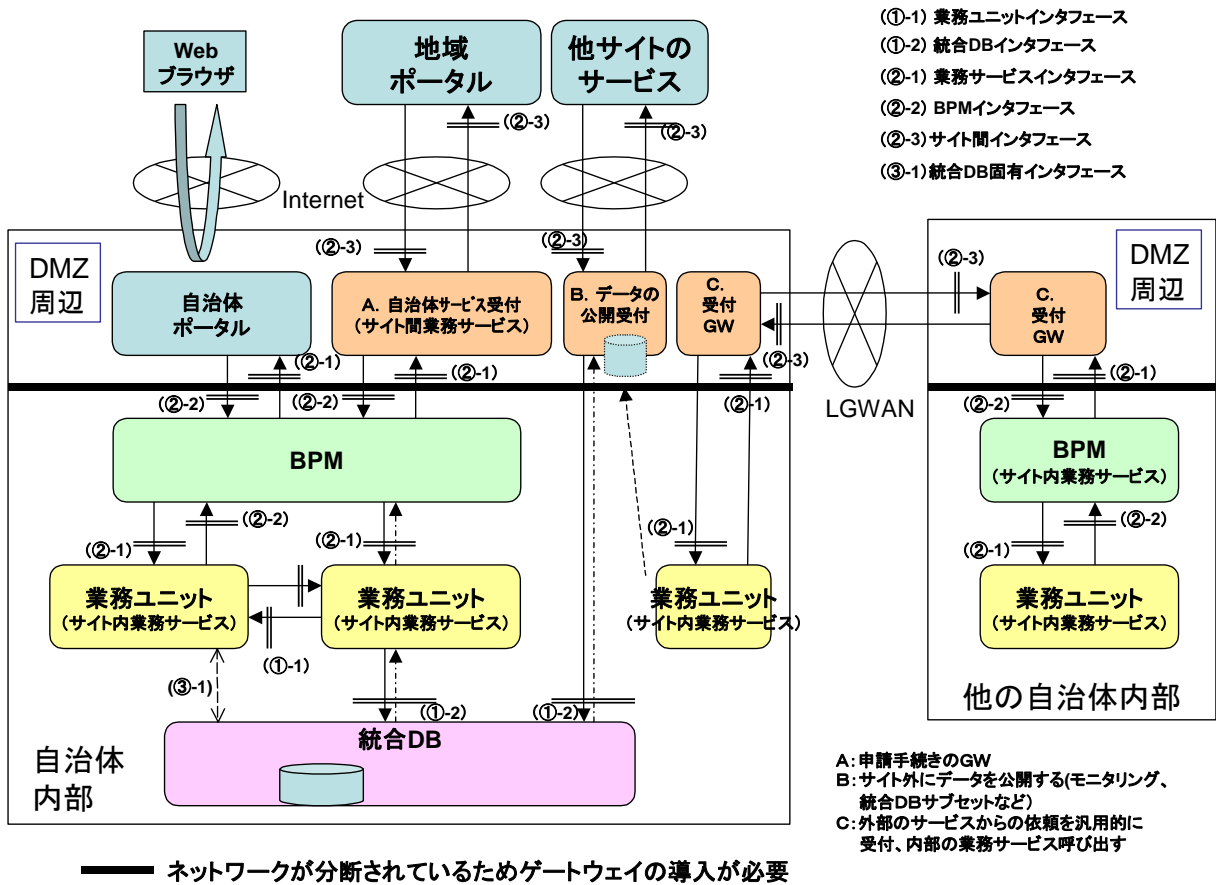 Web
ブラウザ
地域
ポータル
他サイトの
サービス
(①-1) 業務ユニットインタフェース
(①-2) 統合DBインタフェース
(②-1) 業務サービスインタフェース
(②-2) BPMインタフェース
(②-3)サイト間インタフェース
(③-1)統合DB固有インタフェース
(②-3)
(②-3)
Internet
DMZ
周辺
(②-3)
(②-3)
(②-3)
DMZ
周辺
自治体
ポータル
A. 自治体サービス受付
(サイト間業務サービス)
B. データの
公開受付
C.
受付
GW
C.
受付
GW
(②-1)
(②-1)
(②-3)
(②-1)
(②-2)
(②-2)
(②-1)
LGWAN
(②-2)
BPM
BPM
(サイト内業務サービス)
(②-2)
(②-1)
(②-1)
(②-1)
(②-2)
(②-1)
業務ユニット
(サイト内業務サービス)
業務ユニット
(サイト内業務サービス)
業務ユニット
(サイト内業務サービス)
業務ユニット
(サイト内業務サービス)
(①-1)
(③-1)
(①-2)
(①-2)
統合DB
自治体
内部
他の自治体内部
A:申請手続きのGW
B:サイト外にデータを公開する(モニタリング、
統合DBサブセットなど)
C:外部のサービスからの依頼を汎用的に
受付、内部の業務サービス呼び出す
ネットワークが分断されているためゲートウェイの導入が必要